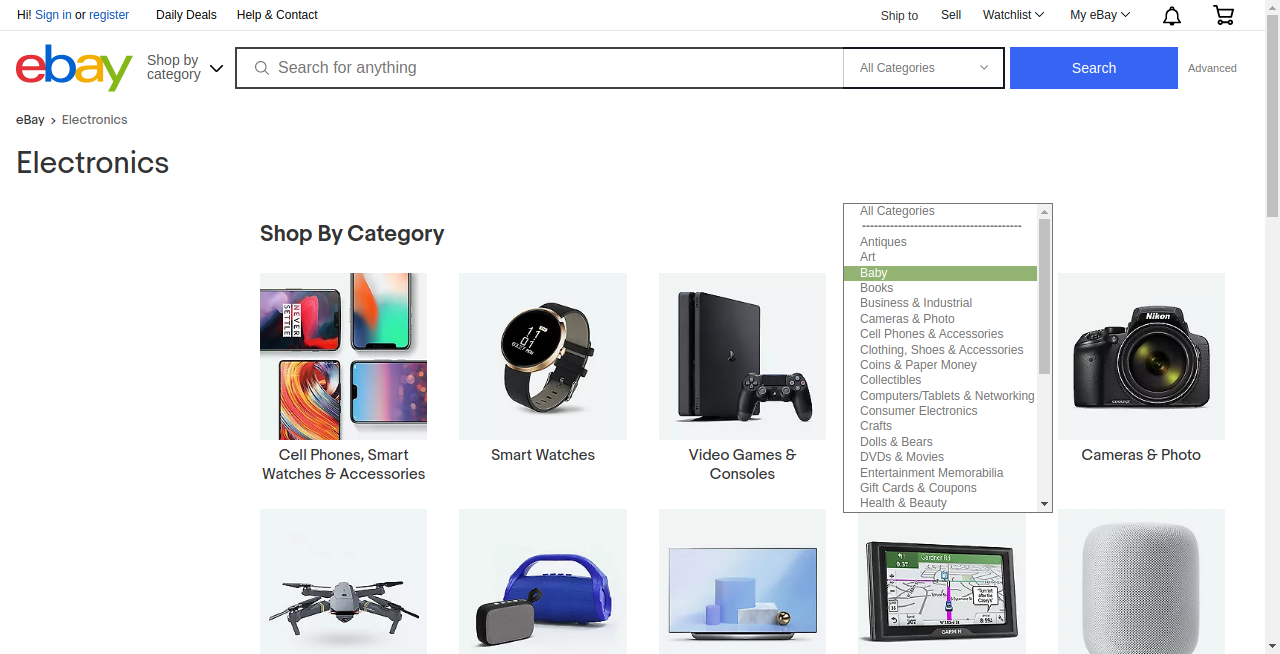 Hi! Sign in or register Daily Deals Help & Contact Ship to Sell Watchlist My eBay
ebay Shop by category Search for anything All Categories Search Advanced
eBay > Electronics
Electronics
Shop By Category
All Categories
----------------------------------------
Antiques
Art
Baby
Books
Business & Industrial
Cameras & Photo
Cell Phones & Accessories
Clothing, Shoes & Accessories
Coins & Paper Money
Collectibles
Computers/Tablets & Networking
Consumer Electronics
Crafts
Dolls & Bears
DVDs & Movies
Entertainment Memorabilia
Gift Cards & Coupons
Health & Beauty
NEVER
SETTLE
Nikon
Cell Phones, Smart
Watches & Accessories
Smart Watches
Video Games &
Consoles
Cameras & Photo
Gardner Rd
GARMIN